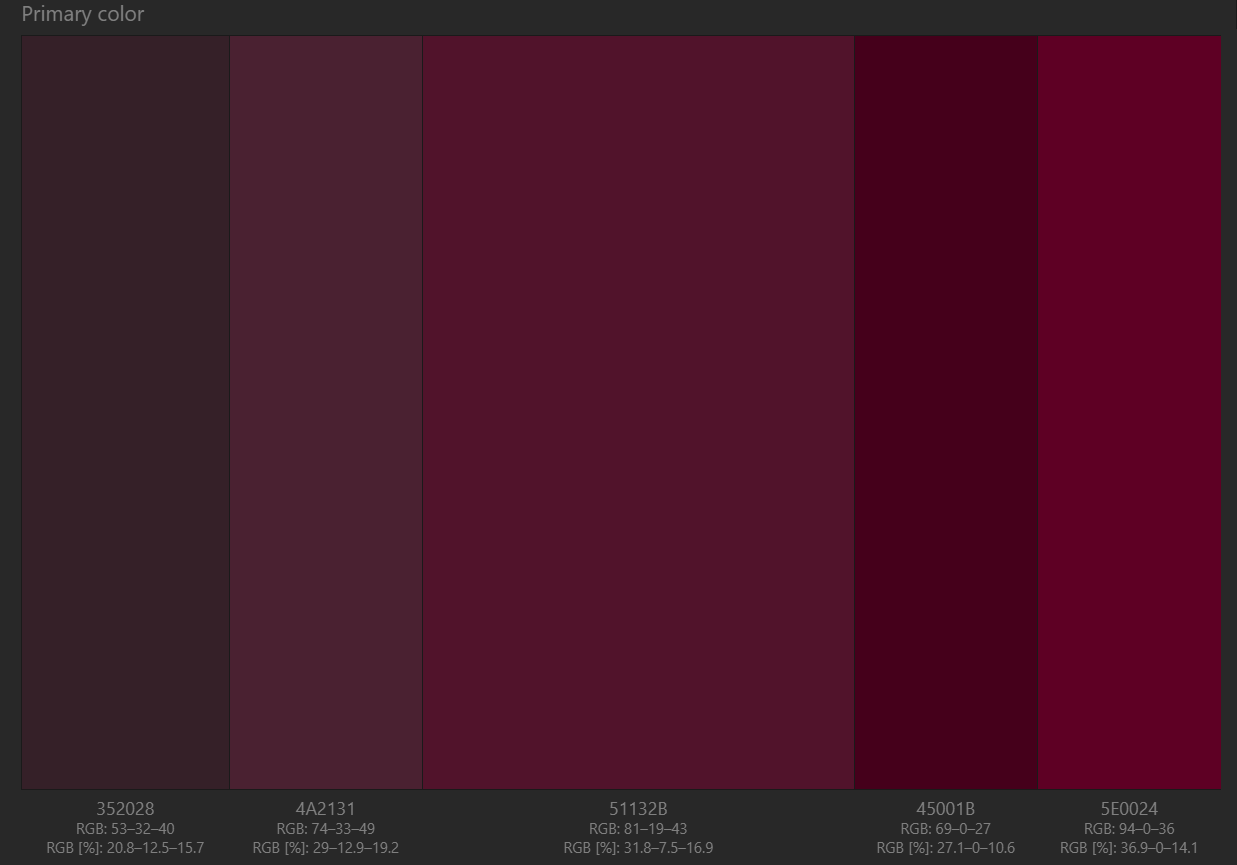 Primary color
352028
RGB: 53–32–40
RGB [%]: 20.8–12.5–15.7
4A2131
RGB: 74–33–49
RGB [%]: 29–12.9–19.2
51132B
RGB: 81–19–43
RGB [%]: 31.8–7.5–16.9
45001B
RGB: 69–0–27
RGB [%]: 27.1–0–10.6
5E0024
RGB: 94–0–36
RGB [%]: 36.9–0–14.1